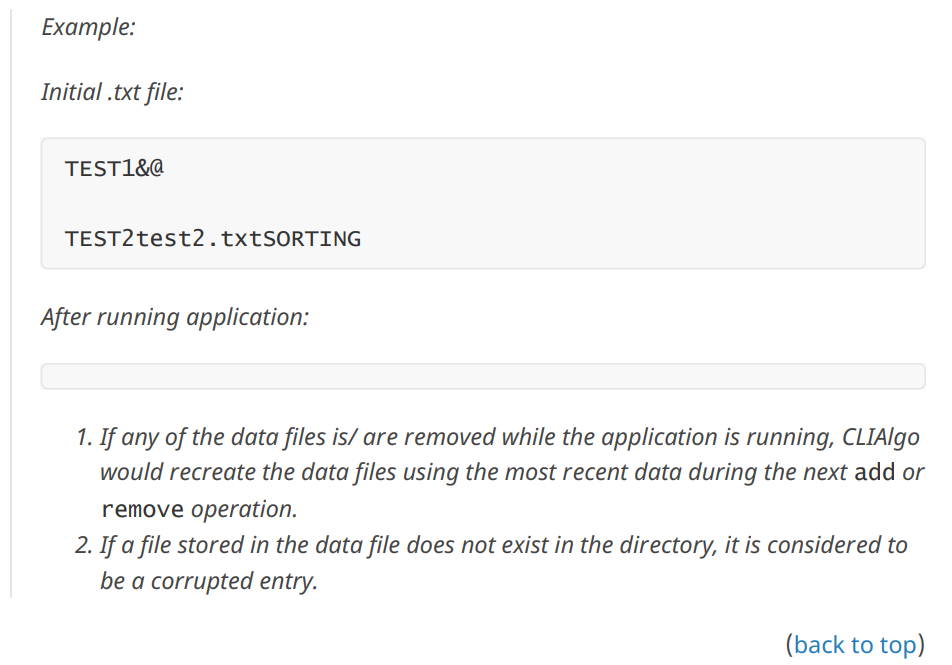 Example:
Initial .txt file:
TEST1&@
TEST2test2.txtSORTING
After running application:
1. If any of the data files is/ are removed while the application is running, CLIAlgo
would recreate the data files using the most recent data during the next add or
remove operation.
2. If a file stored in the data file does not exist in the directory, it is considered to
be a corrupted entry.
(back to top)